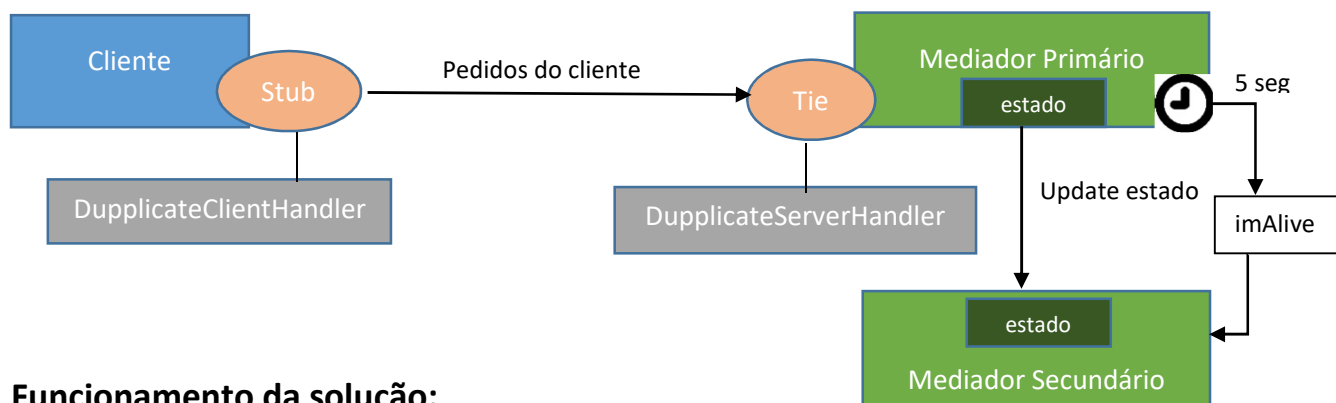 Cliente
Stub
Pedidos do cliente
Tie
Mediador Primário
estado
5 seg
DupplicateClientHandler
DupplicateServerHandler
Update estado
imAlive
estado
Mediador Secundário
Funcionamento da solução: